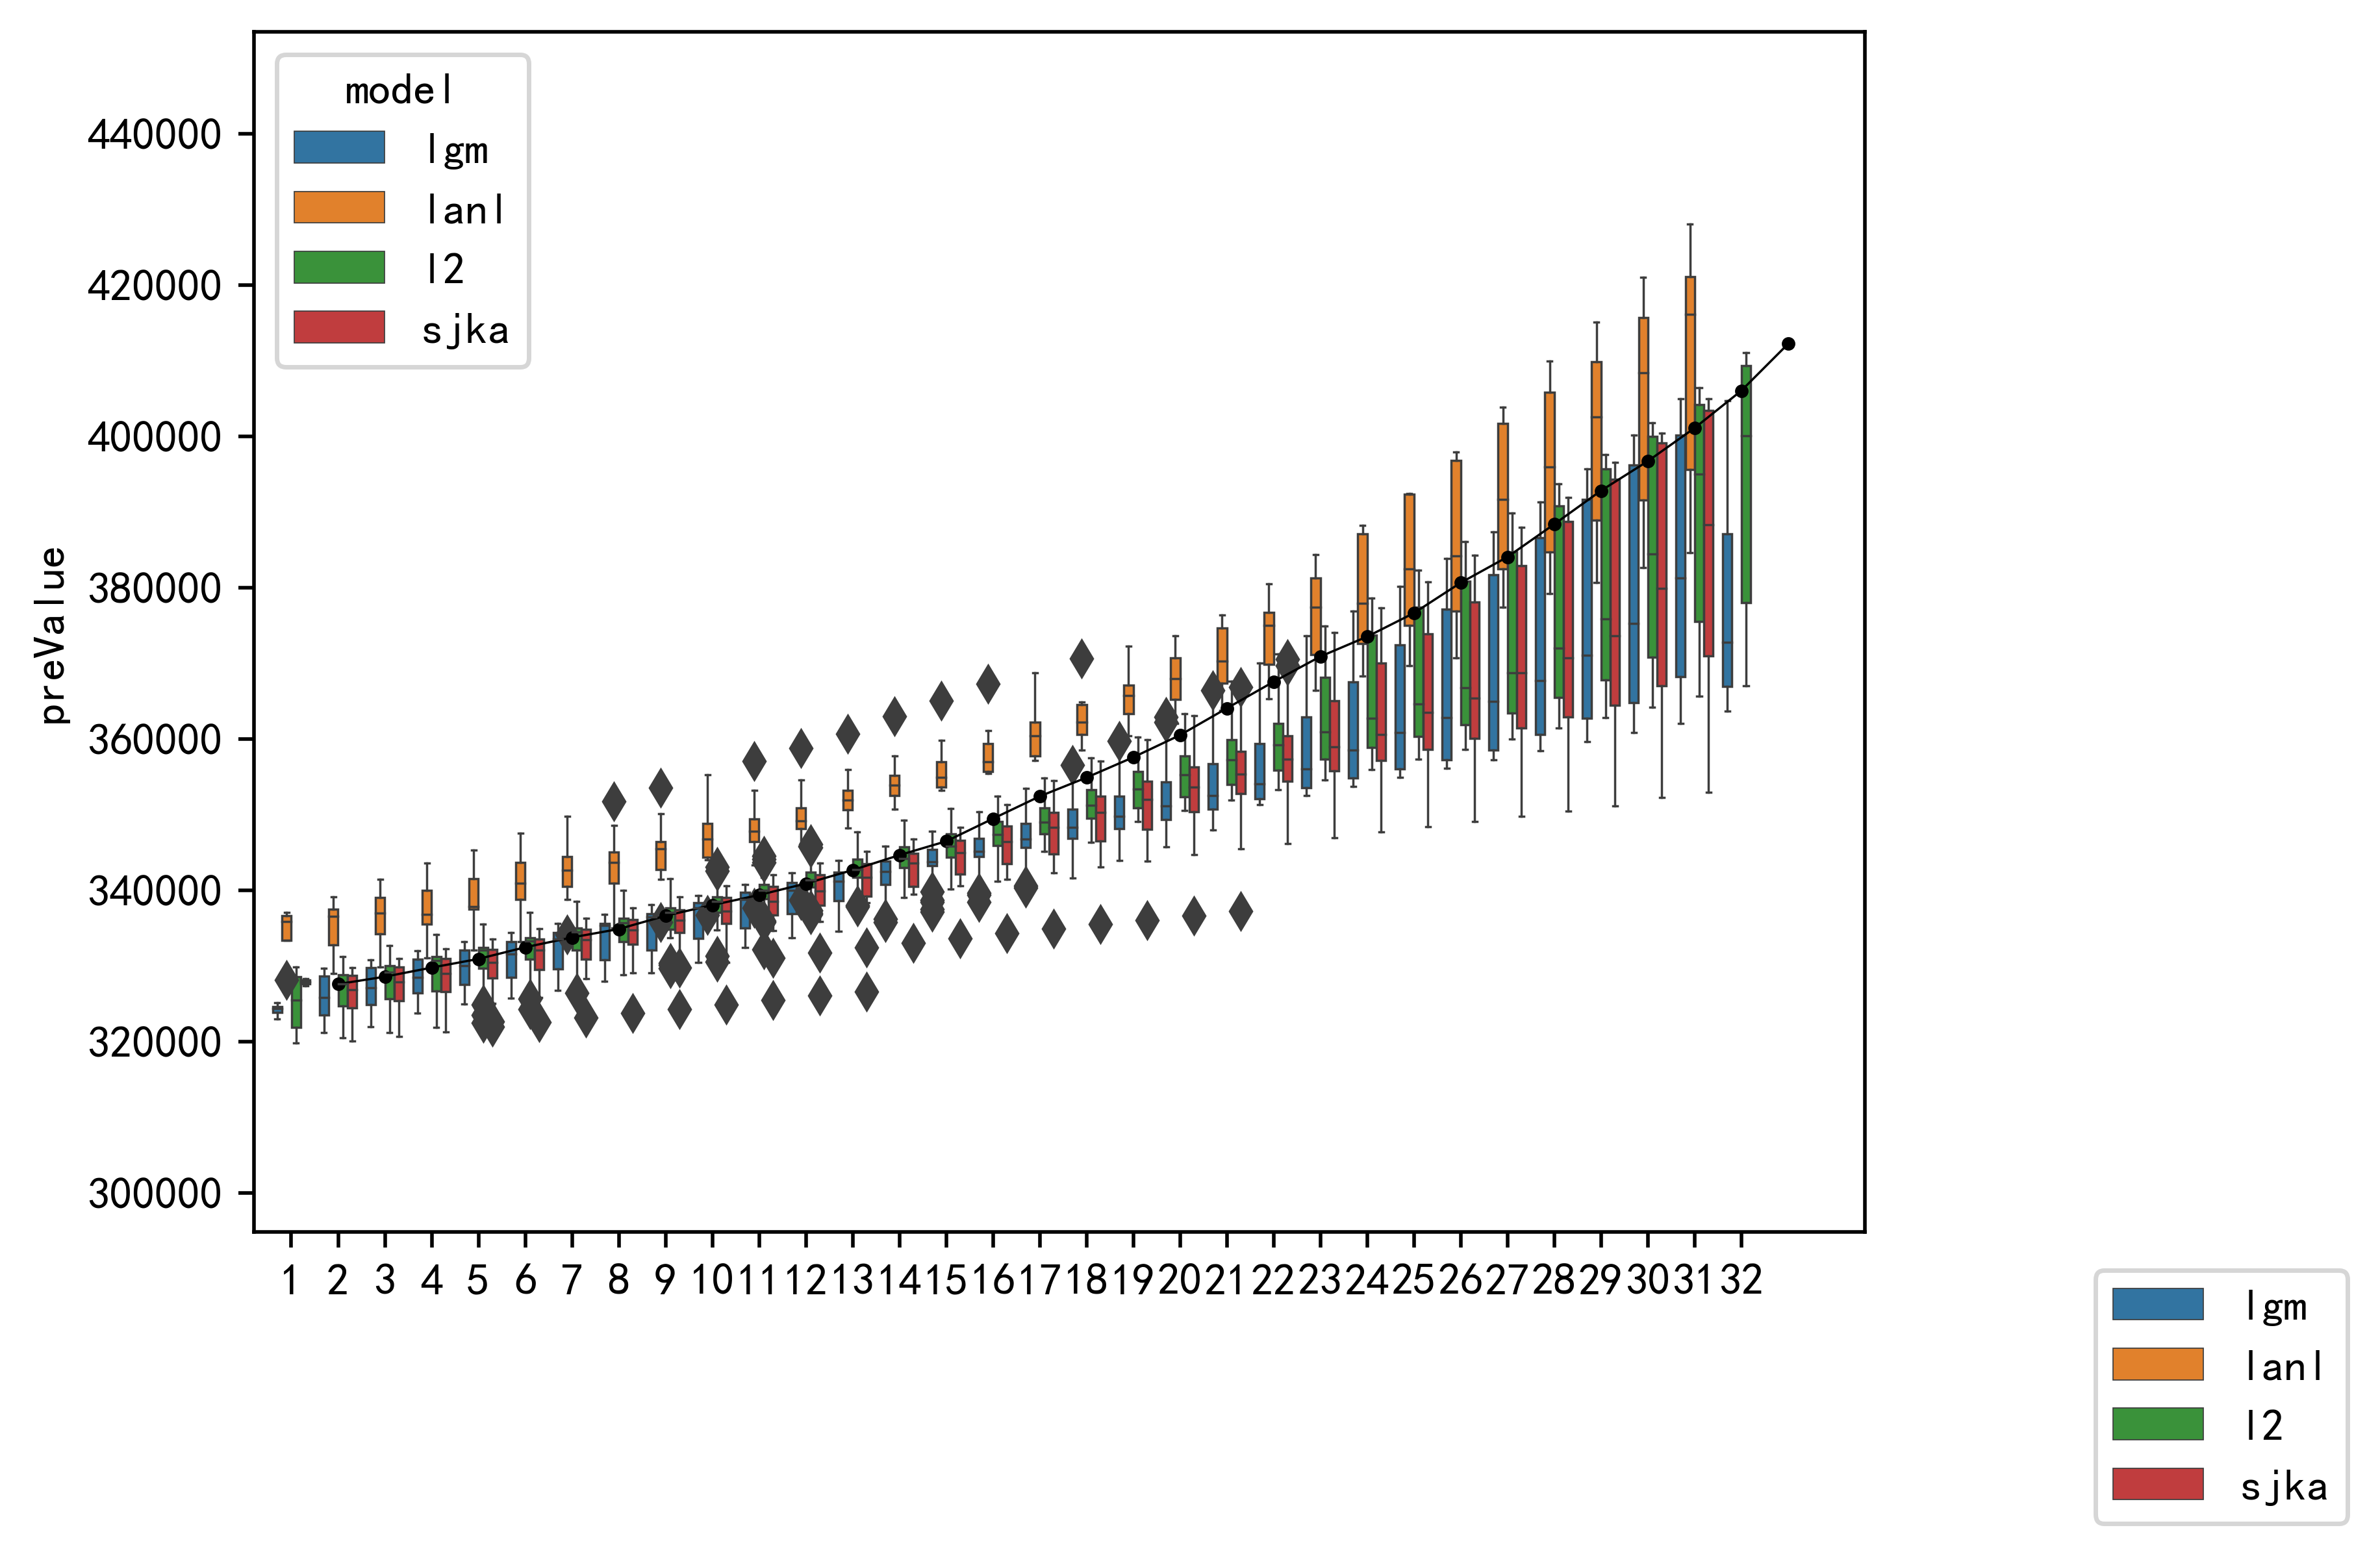 model
lgm
lanl
l2
sjka
440000
420000
400000
380000
360000
340000
320000
300000
preValue
1 2 3 4 5 6 7 8 9 10 11 12 13 14 15 16 17 18 19 20 21 22 23 24 25 26 27 28 29 30 31 32
lgm
lanl
l2
sjka